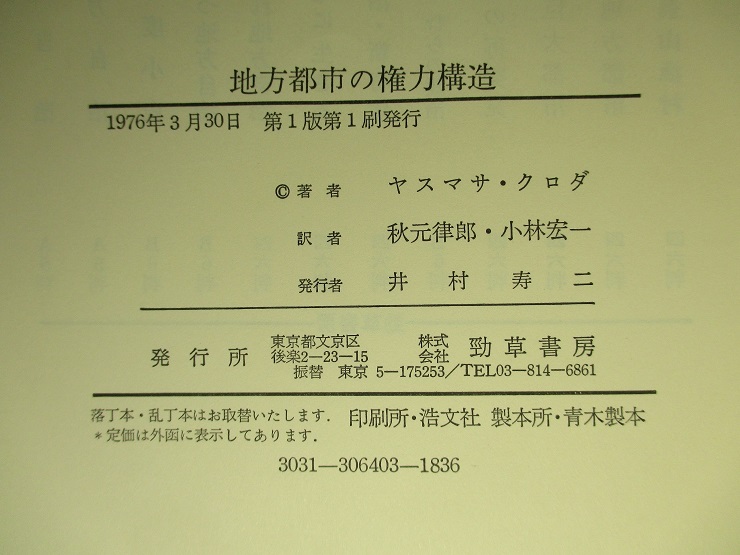 地方都市の権力構造
1976年3月30日　第1版第1刷発行
© 著者　ヤスマサ・クロダ
訳者　秋元律郎・小林宏一
発行者　井村寿二
発行所　東京都文京区後楽2―23―15　株式会社　勁草書房
振替　東京 5―175253／TEL03―814―6861
落丁本・乱丁本はお取替いたします．　印刷所・浩文社　製本所・青木製本
＊定価は外函に表示してあります．
3031―306403―1836